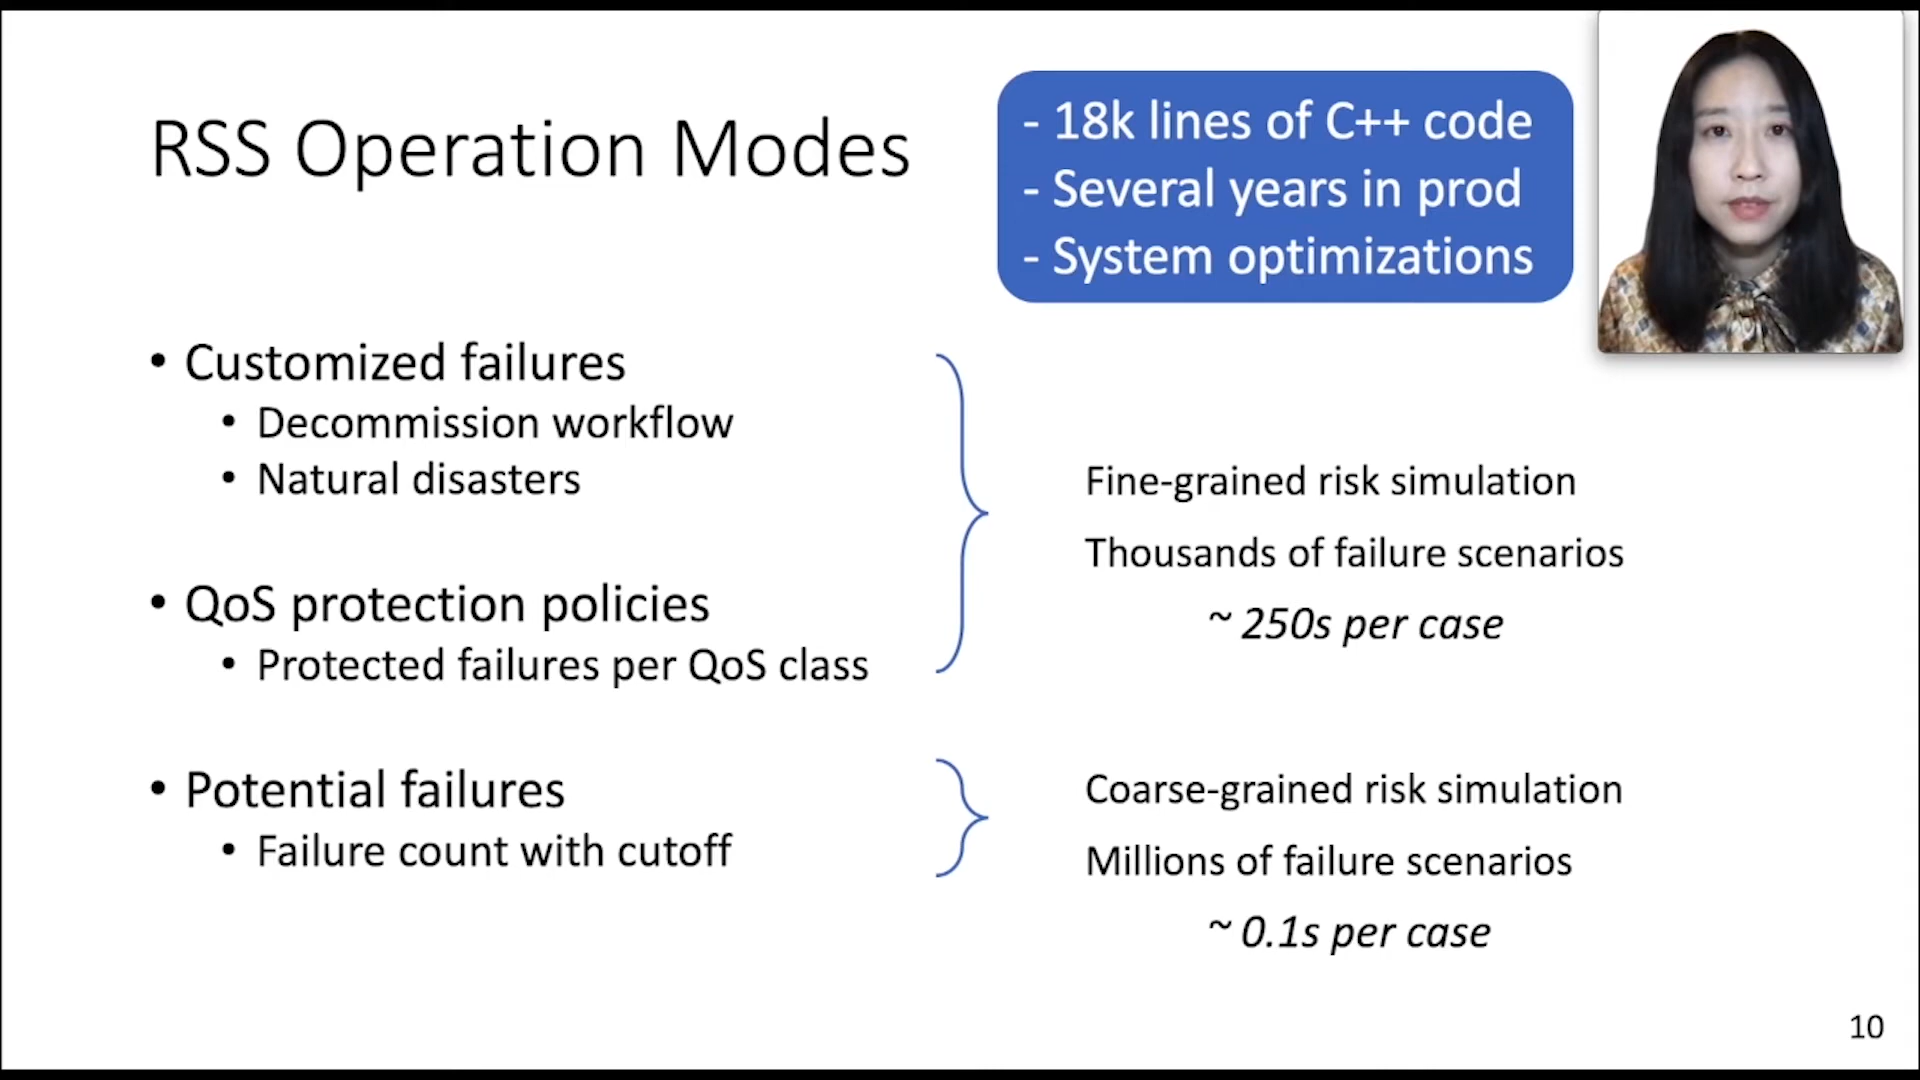 RSS Operation Modes
- 18k lines of C++ code
- Several years in prod
- System optimizations
• Customized failures
• Decommission workflow
• Natural disasters
• QoS protection policies
• Protected failures per QoS class
Fine-grained risk simulation
Thousands of failure scenarios
~ 250s per case
• Potential failures
• Failure count with cutoff
Coarse-grained risk simulation
Millions of failure scenarios
~ 0.1s per case
10